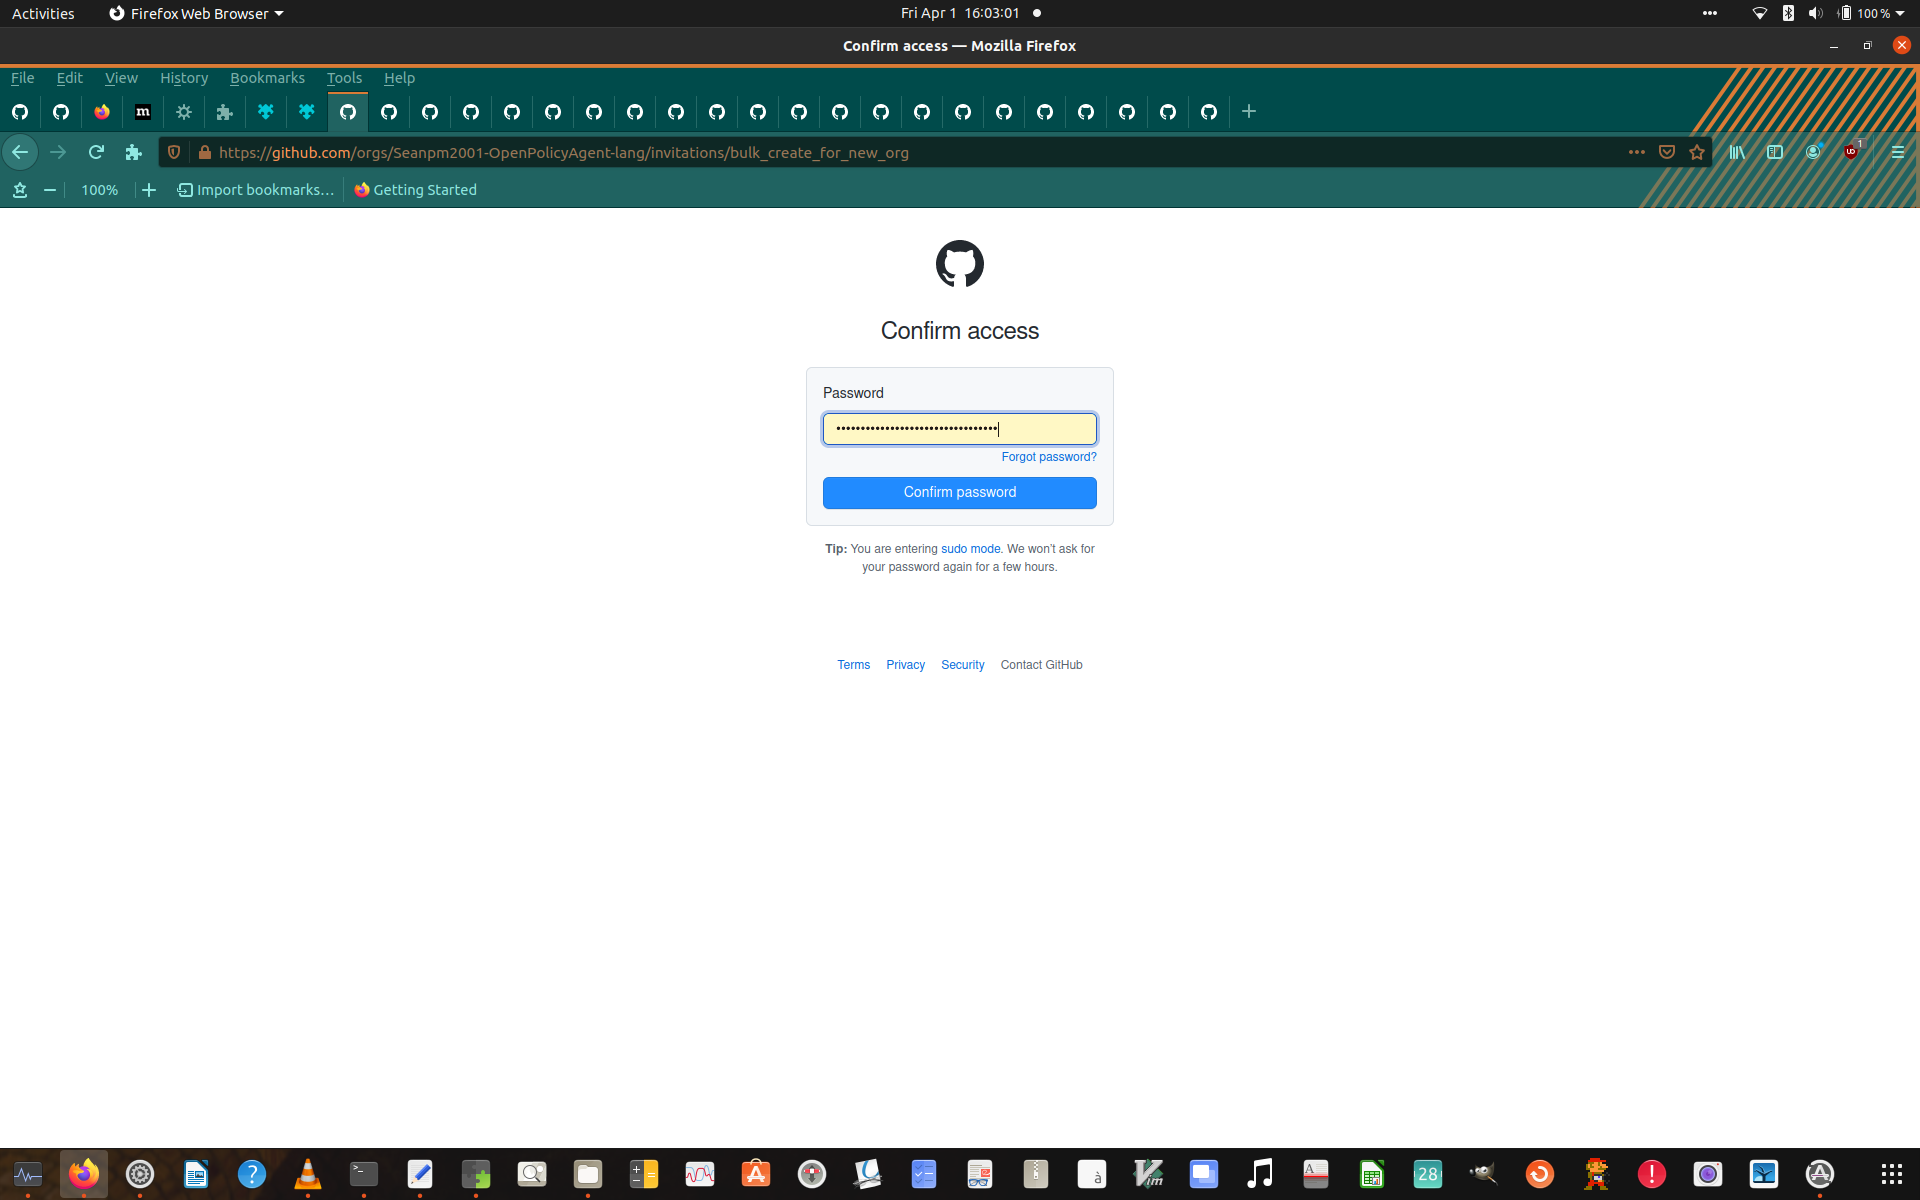 Activities
Firefox Web Browser
Fri Apr 1 16:03:01
100 %
Confirm access — Mozilla Firefox
File Edit View History Bookmarks Tools Help
m
https://github.com/orgs/Seanpm2001-OpenPolicyAgent-lang/invitations/bulk_create_for_new_org
1
100%
Import bookmarks...
Getting Started
Confirm access
Password
Forgot password?
Confirm password
Tip: You are entering sudo mode. We won't ask for
your password again for a few hours.
Terms Privacy Security Contact GitHub
28